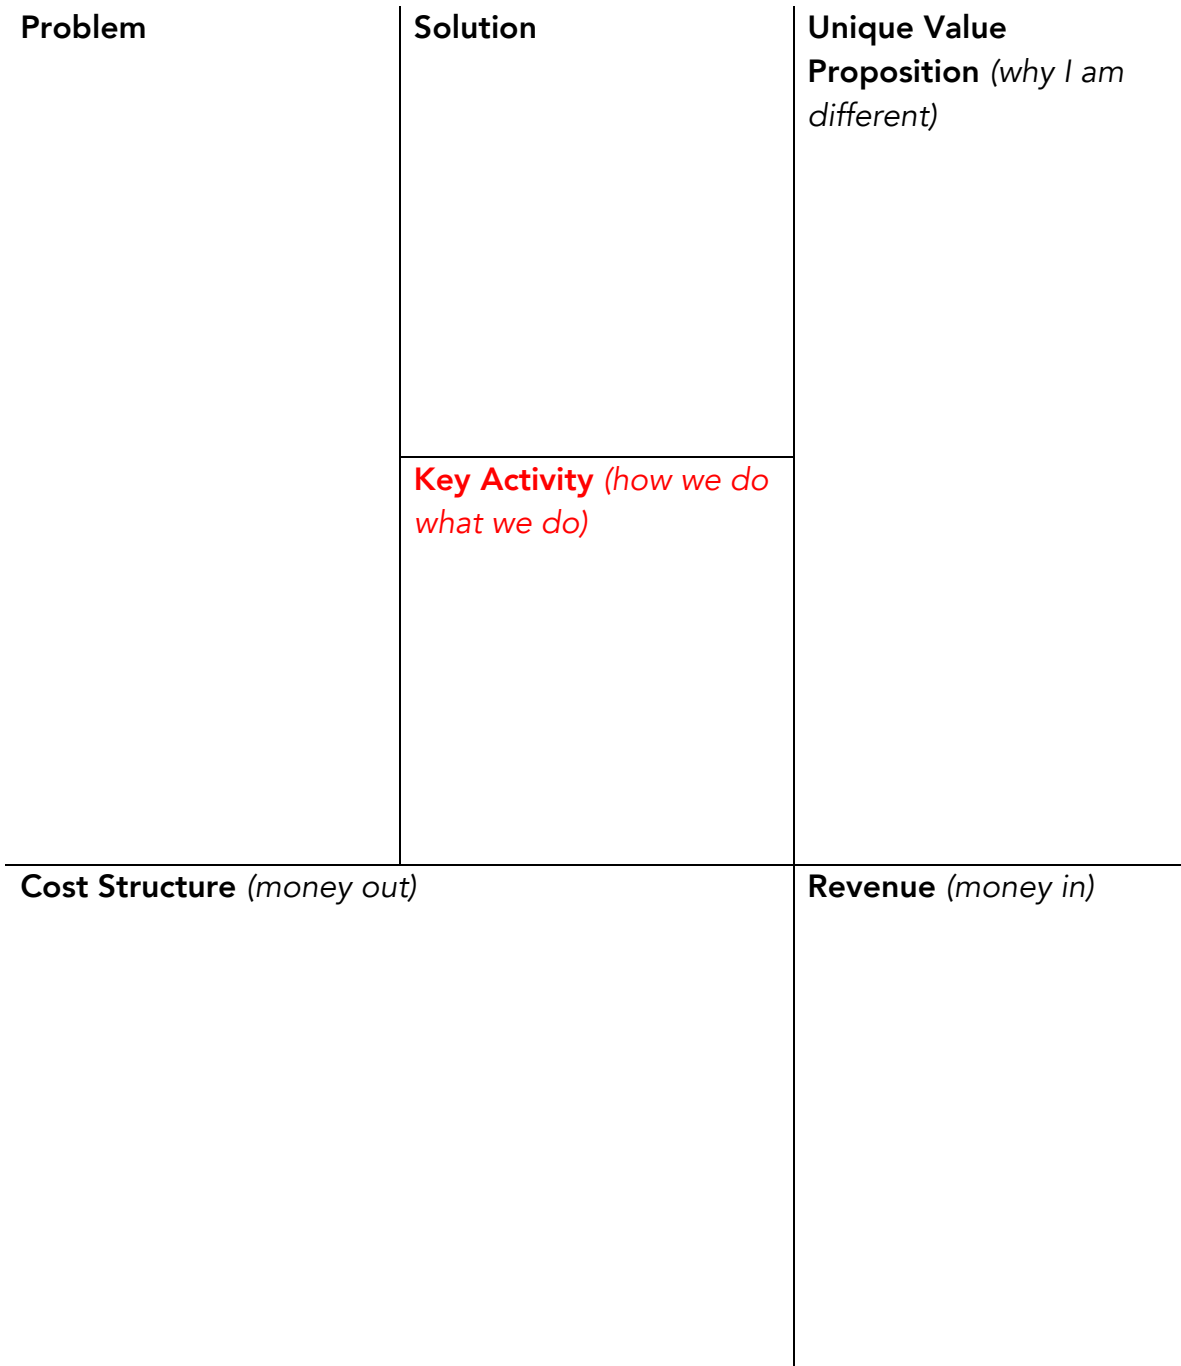 Problem
Solution
Unique Value
Proposition (why I am
different)
Key Activity (how we do
what we do)
Cost Structure (money out)
Revenue (money in)